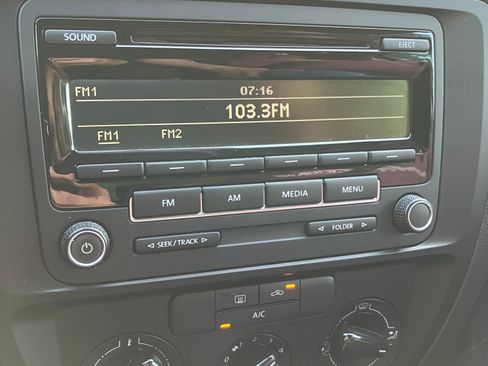 SOUND
EJECT
FM1 07:16
103.3FM
FM1 FM2
FM AM MEDIA MENU
SEEK/TRACK FOLDER
A/C